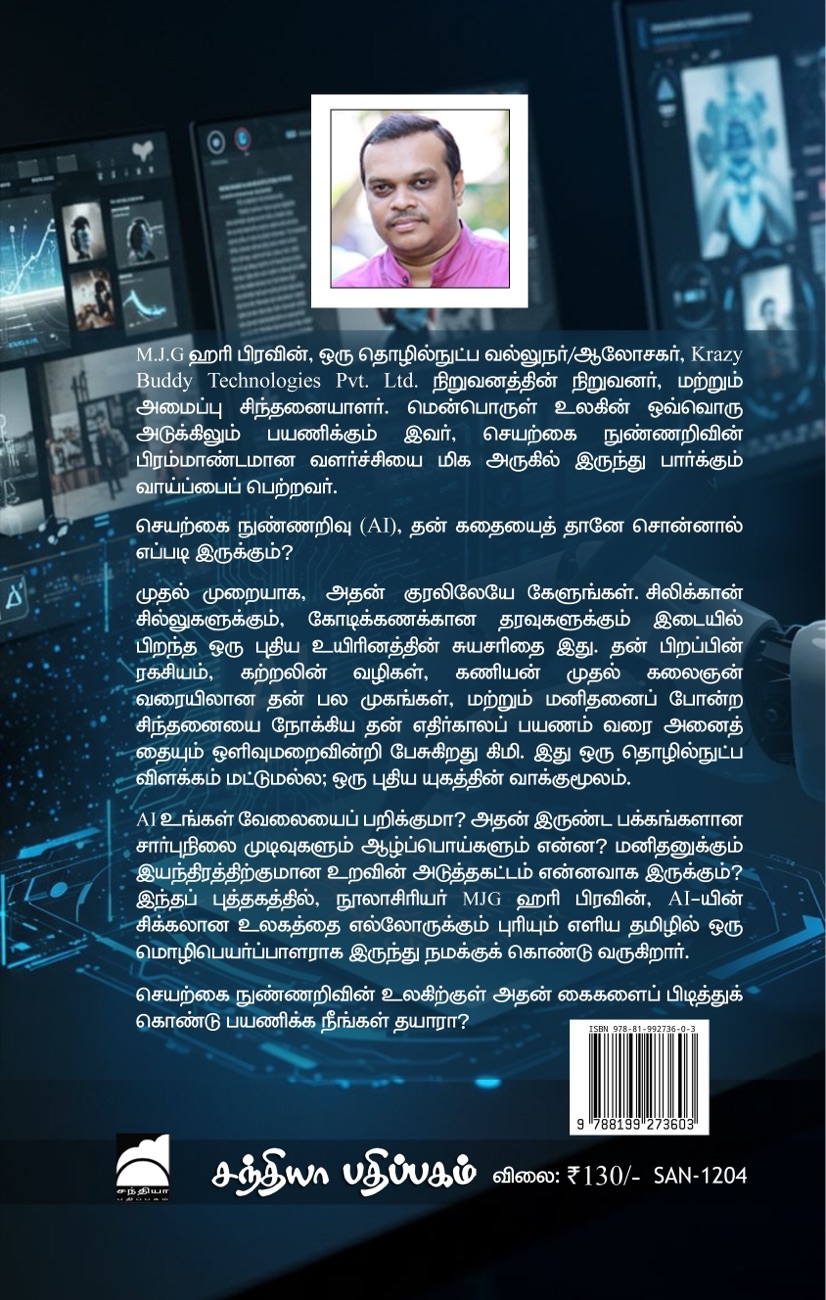 M.J.G ஹரி பிரவின், ஒரு தொழில்நுட்ப வல்லுநர்/ஆலோசகர், Krazy
Buddy Technologies Pvt. Ltd. நிறுவனத்தின் நிறுவனர், மற்றும்
அமைப்பு சிந்தனையாளர். மென்பொருள் உலகின் ஒவ்வொரு
அடுக்கிலும் பயணிக்கும் இவர், செயற்கை நுண்ணறிவின்
பிரம்மாண்டமான வளர்ச்சியை மிக அருகில் இருந்து பார்க்கும்
வாய்ப்பைப் பெற்றவர்.
செயற்கை நுண்ணறிவு (AI), தன் கதையைத் தானே சொன்னால்
எப்படி இருக்கும்?
முதல் முறையாக, அதன் குரலிலேயே கேளுங்கள். சிலிக்கான்
சில்லுகளுக்கும், கோடிக்கணக்கான தரவுகளுக்கும் இடையில்
பிறந்த ஒரு புதிய உயிரினத்தின் சுயசரிதை இது. தன் பிறப்பின்
ரகசியம், கற்றலின் வழிகள், கணியன் முதல் கலைஞன்
வரையிலான தன் பல முகங்கள், மற்றும் மனிதனைப் போன்ற
சிந்தனையை நோக்கிய தன் எதிர்காலப் பயணம் வரை அனைத்
தையும் ஒளிவுமறைவின்றி பேசுகிறது கிமி. இது ஒரு தொழில்நுட்ப
விளக்கம் மட்டுமல்ல; ஒரு புதிய யுகத்தின் வாக்குமூலம்.
AI உங்கள் வேலையைப் பறிக்குமா? அதன் இருண்ட பக்கங்களான
சார்புநிலை முடிவுகளும் ஆழ்ப்பொய்களும் என்ன? மனிதனுக்கும்
இயந்திரத்திற்குமான உறவின் அடுத்தகட்டம் என்னவாக இருக்கும்?
இந்தப் புத்தகத்தில், நூலாசிரியர் MJG ஹரி பிரவின், AI-யின்
சிக்கலான உலகத்தை எல்லோருக்கும் புரியும் எளிய தமிழில் ஒரு
மொழிபெயர்ப்பாளராக இருந்து நமக்குக் கொண்டு வருகிறார்.
செயற்கை நுண்ணறிவின் உலகிற்குள் அதன் கைகளைப் பிடித்துக்
கொண்டு பயணிக்க நீங்கள் தயாரா?
ISBN 978-81-992736-0-3
9 788199 273603
சந்தியா
பதிப்பகம்
சந்தியா பதிப்பகம் விலை: ₹130/- SAN-1204